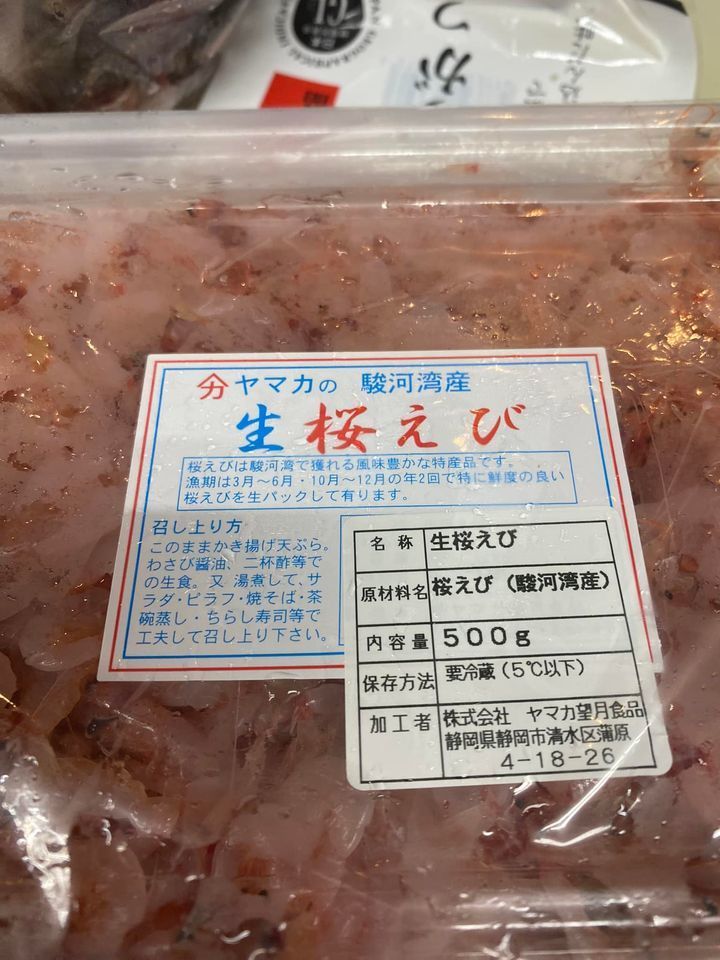 ヤマカの 駿河湾産
生桜えび
桜えびは駿河湾で獲れる風味豊かな特産品です。
漁期は3月〜6月・10月〜12月の年2回で特に鮮度の良い
桜えびを生パックして有ります。
召し上り方
このままかき揚げ天ぷら。
わさび醤油、二杯酢等で
の生食。又 湯煮して、サ
ラダ・ピラフ・焼そば・茶
碗蒸し・ちらし寿司等で
工夫して召し上り下さい。
名称 生桜えび
原材料名 桜えび（駿河湾産）
内容量 500g
保存方法 要冷蔵（5℃以下）
加工者 株式会社 ヤマカ望月食品
静岡県静岡市清水区蒲原
4-18-26